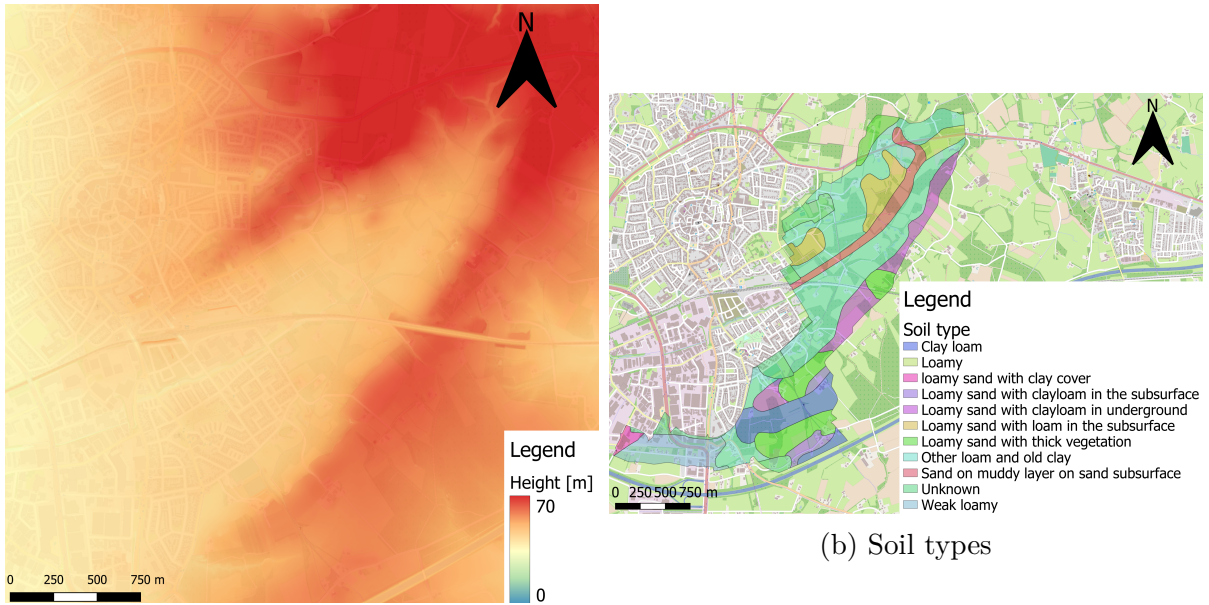 N
Legend
Height [m]
70
0
0 250 500 750 m
N
Legend
Soil type
Clay loam
Loamy
loamy sand with clay cover
Loamy sand with clayloam in the subsurface
Loamy sand with clayloam in underground
Loamy sand with loam in the subsurface
Loamy sand with thick vegetation
Other loam and old clay
Sand on muddy layer on sand subsurface
Unknown
Weak loamy
0 250 500 750 m
(b) Soil types